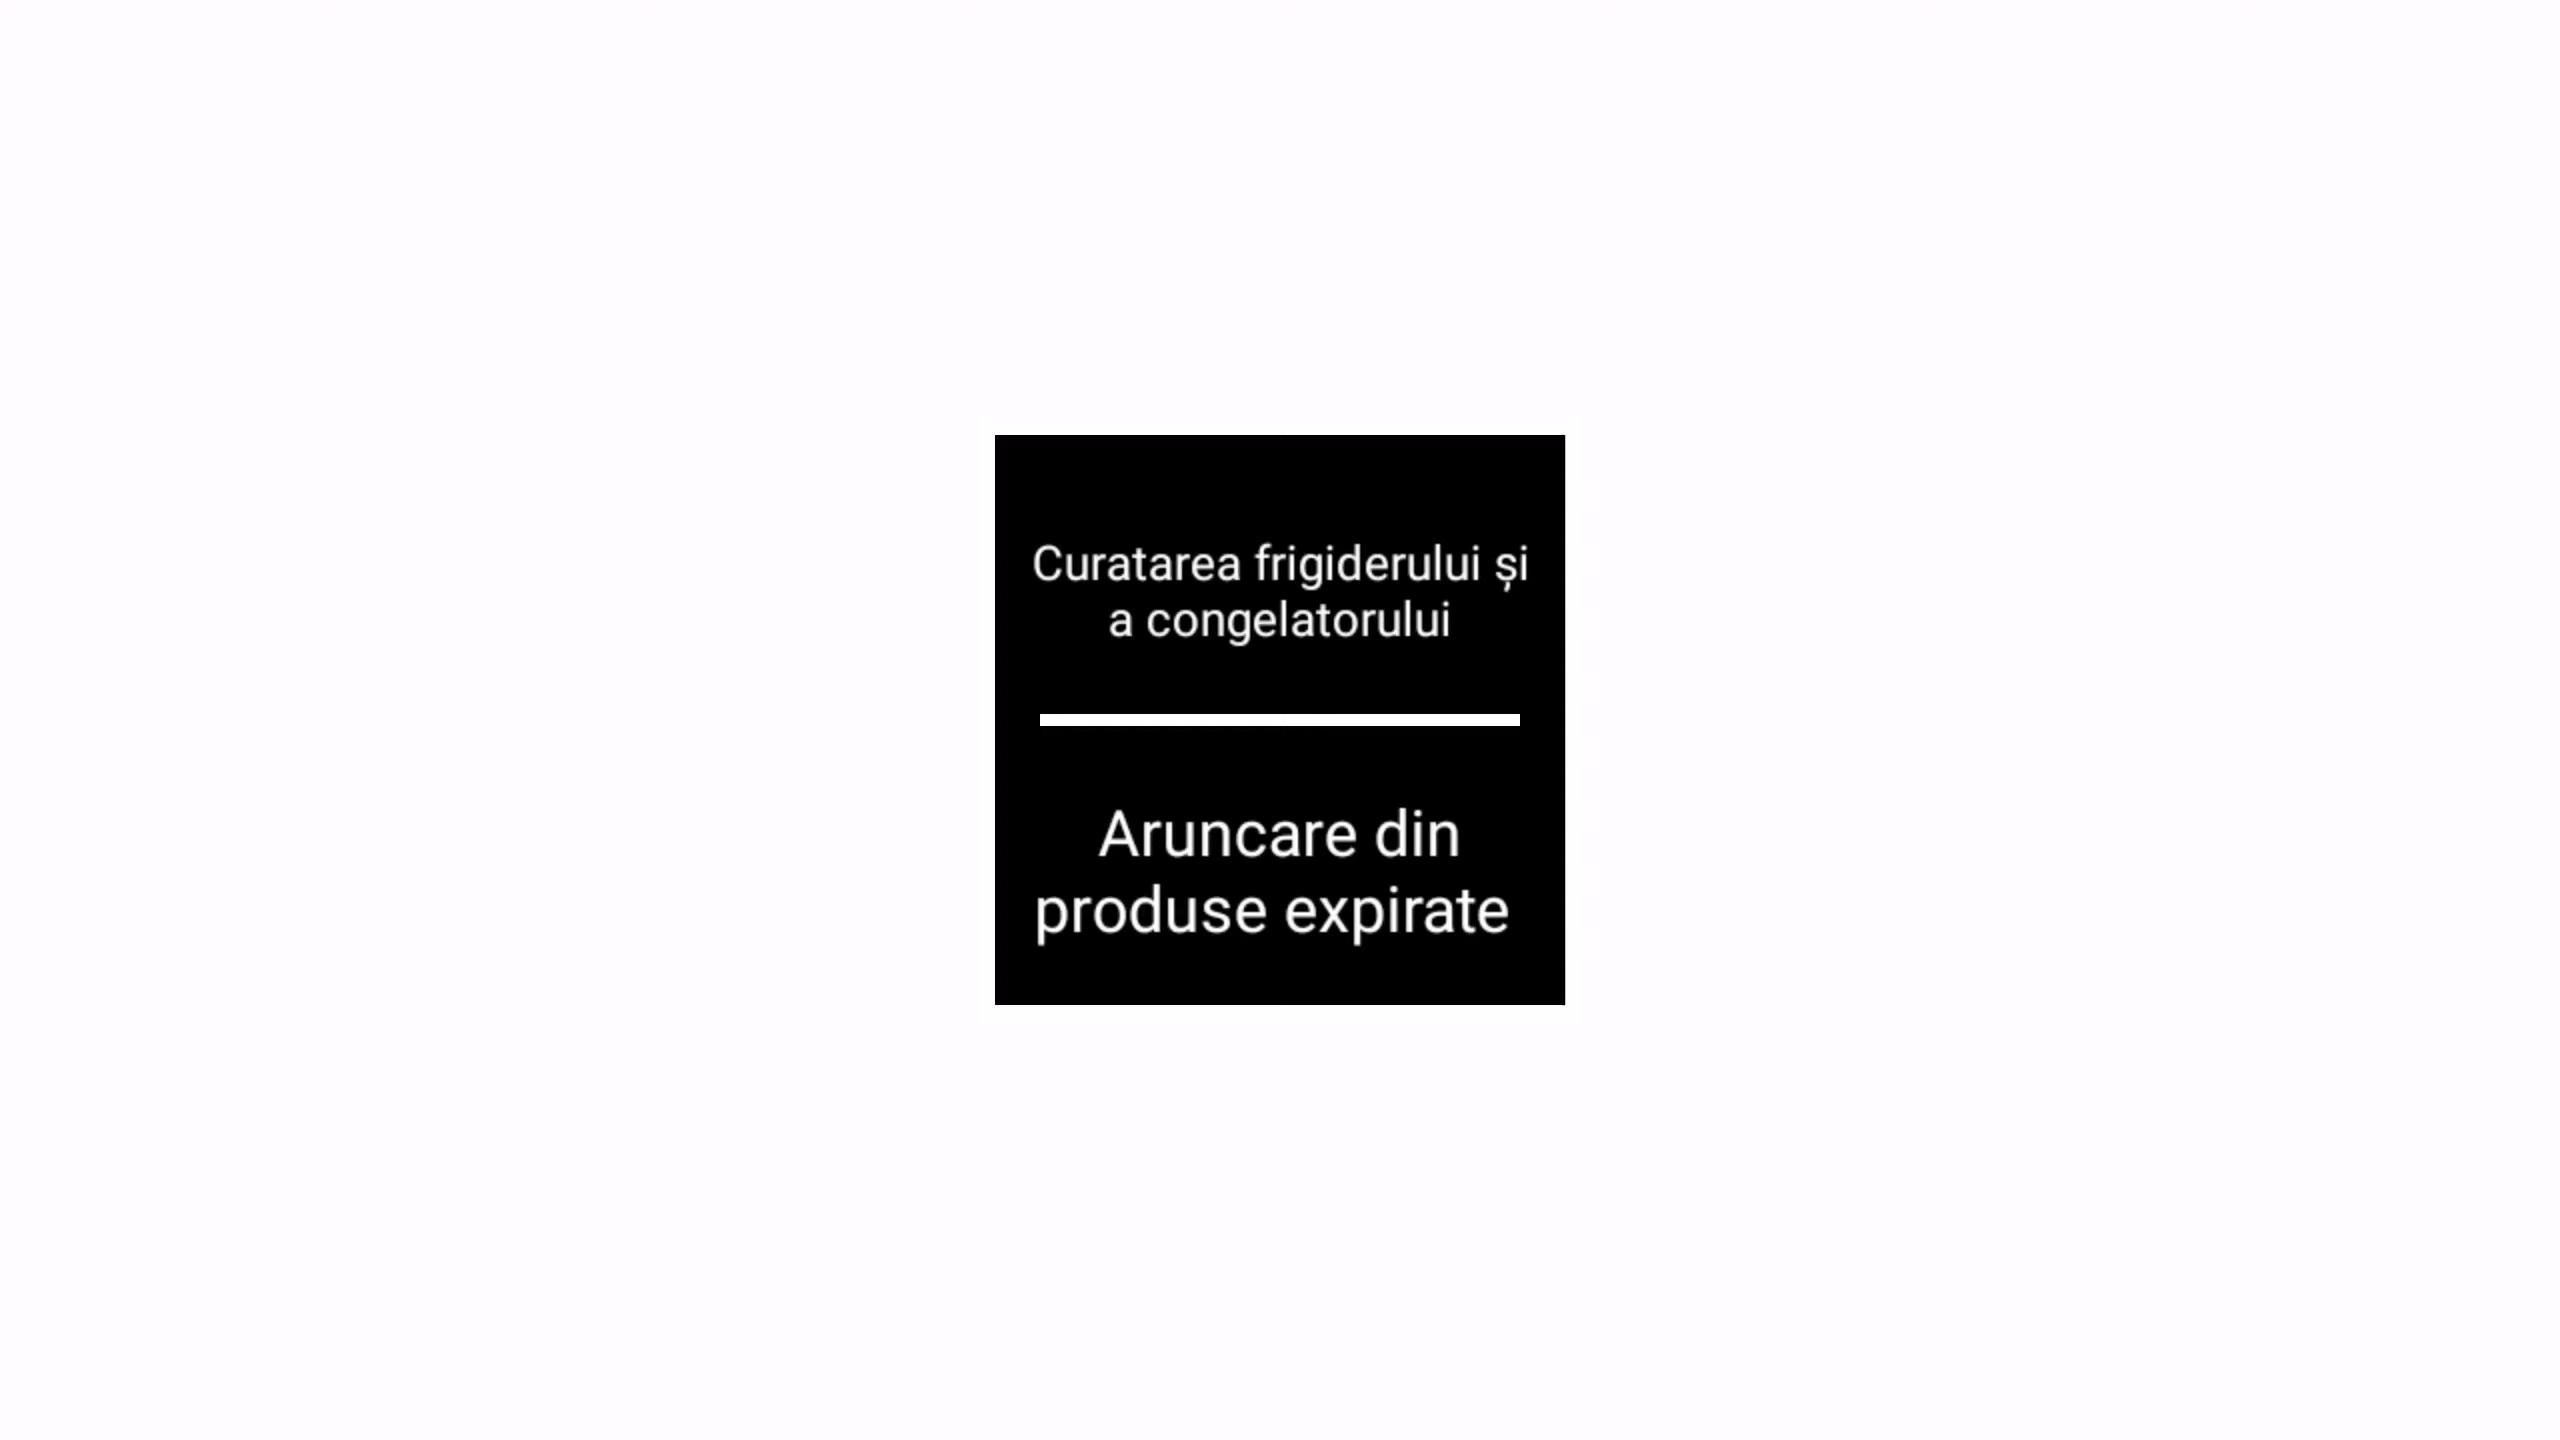 Curatarea frigiderului și
a congelatorului
Aruncare din
produse expirate